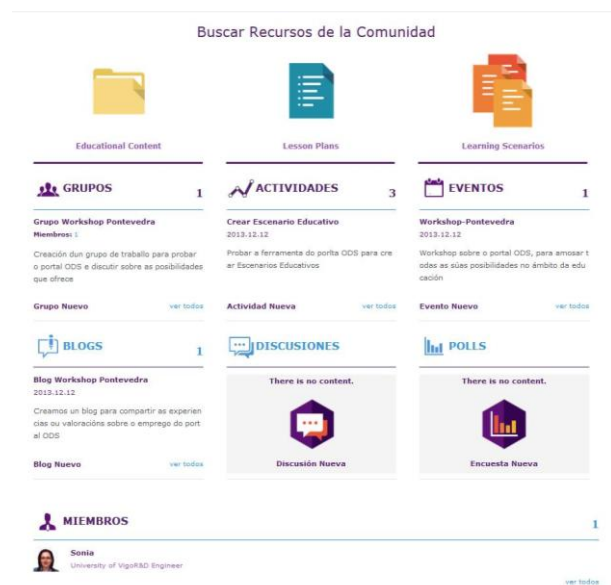 Buscar Recursos de la Comunidad
Educational Content
Lesson Plans
Learning Scenarios
GRUPOS 1
Grupo Workshop Pontevedra
Miembros: 1
Creación dun grupo de traballo para probar
o portal ODS e discutir sobre as posibilidades
que ofrece
Grupo Nuevo ver todos
ACTIVIDADES 3
Crear Escenario Educativo
2013.12.12
Probar a ferramenta do porlta ODS para cre
ar Escenarios Educativos
Actividad Nueva ver todos
EVENTOS 1
Workshop-Pontevedra
2013.12.12
Workshop sobre o portal ODS, para amosar t
odas as súas posibilidades no ámbito da edu
cación
Evento Nuevo ver todos
BLOGS 1
Blog Workshop Pontevedra
2013.12.12
Creamos un blog para compartir as experien
cias ou valoracións sobre o emprego do port
al ODS
Blog Nuevo ver todos
DISCUSIONES
There is no content.
Discusión Nueva
POLLS
There is no content.
Encuesta Nueva
MIEMBROS 1
Sonia
University of VigoR&D Engineer
ver todos